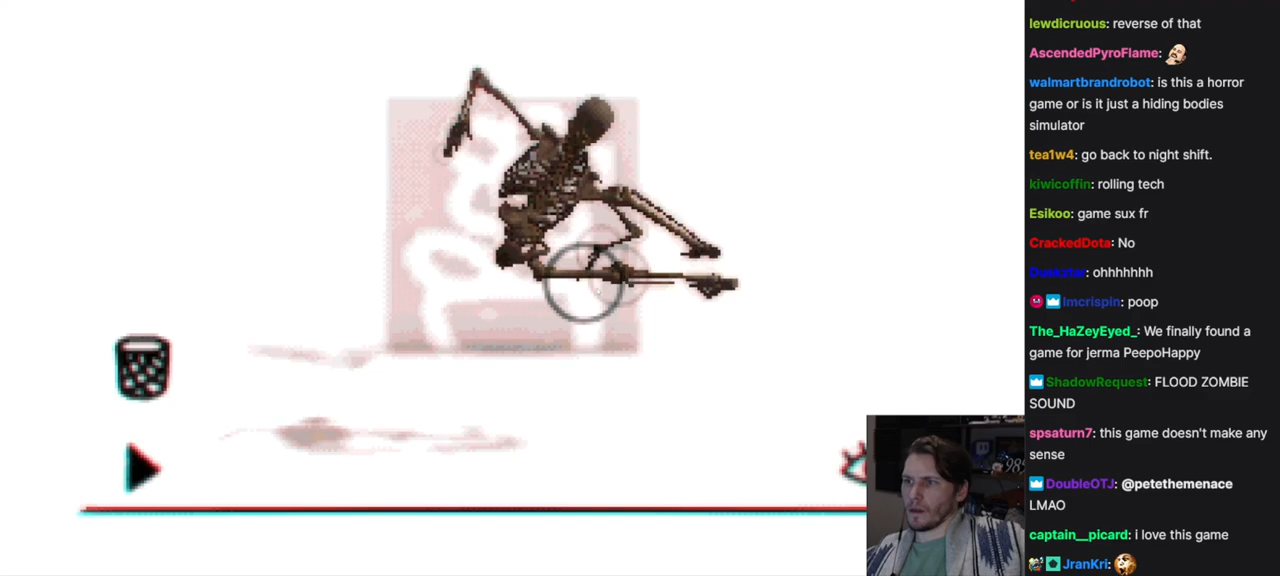 lewdicruous: reverse of that
AscendedPyroFlame:
walmartbrandrobot: is this a horror
game or is it just a hiding bodies
simulator
tea1w4: go back to night shift.
kiwicoffin: rolling tech
Esikoo: game sux fr
CrackedDota: No
ohhhhhhh
lmcrispin: poop
The_HaZeyEyed_: We finally found a
game for jerma PeepoHappy
ShadowRequest: FLOOD ZOMBIE
SOUND
spsaturn7: this game doesn't make any
sense
DoubleOTJ: @petethemenace
LMAO
captain__picard: i love this game
JranKri: